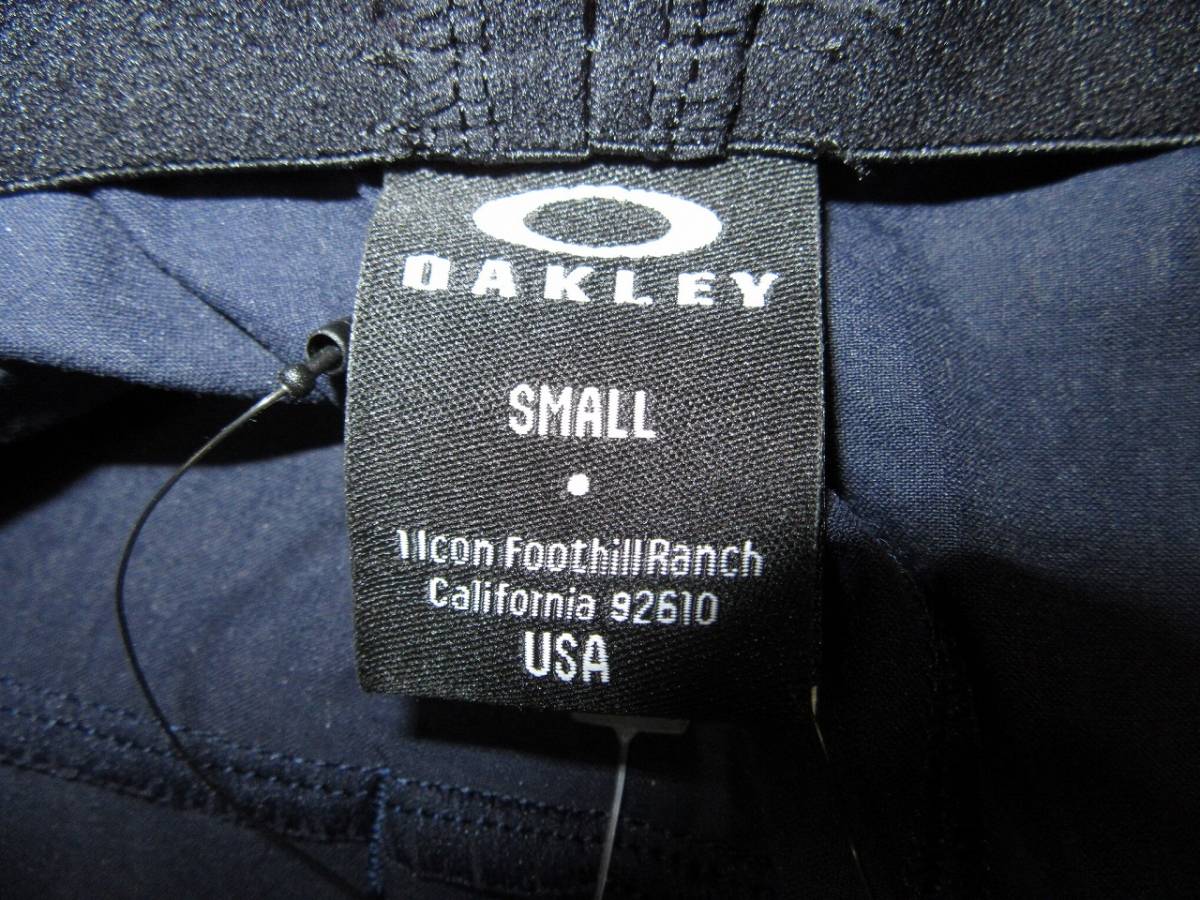 OAKLEY
SMALL
1 Icon Foothill Ranch
California 92610
USA